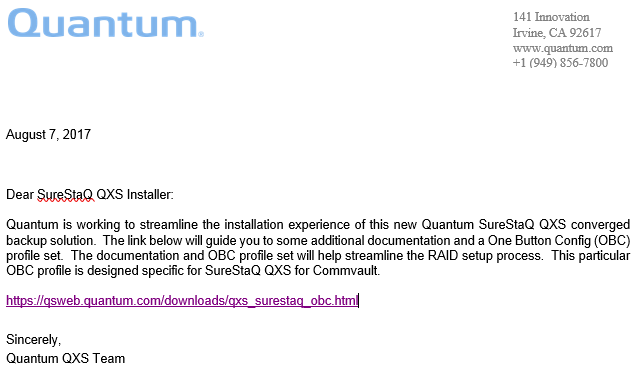 Quantum.
141 Innovation
Irvine, CA 92617
www.quantum.com
+1 (949) 856-7800
August 7, 2017
Dear SureStaQ QXS Installer:
Quantum is working to streamline the installation experience of this new Quantum SureStaQ QXS converged
backup solution. The link below will guide you to some additional documentation and a One Button Config (OBC)
profile set. The documentation and OBC profile set will help streamline the RAID setup process. This particular
OBC profile is designed specific for SureStaQ QXS for Commvault.
https://qsweb.quantum.com/downloads/qxs_surestaq_obc.html
Sincerely,
Quantum QXS Team